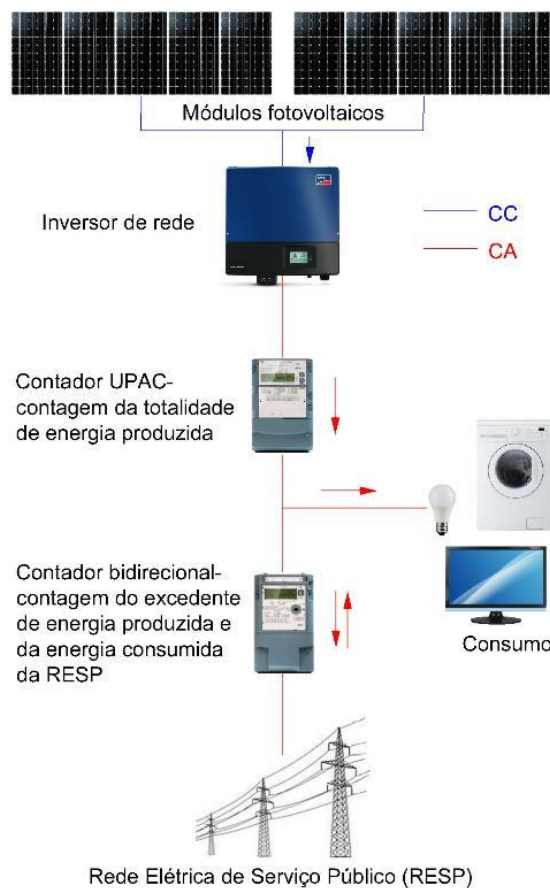 Módulos fotovoltaicos
Inversor de rede
CC
CA
Contador UPAC-
contagem da totalidade
de energia produzida
Contador bidirecional-
contagem do excedente
de energia produzida e
da energia consumida
da RESP
Consumo
Rede Elétrica de Serviço Público (RESP)